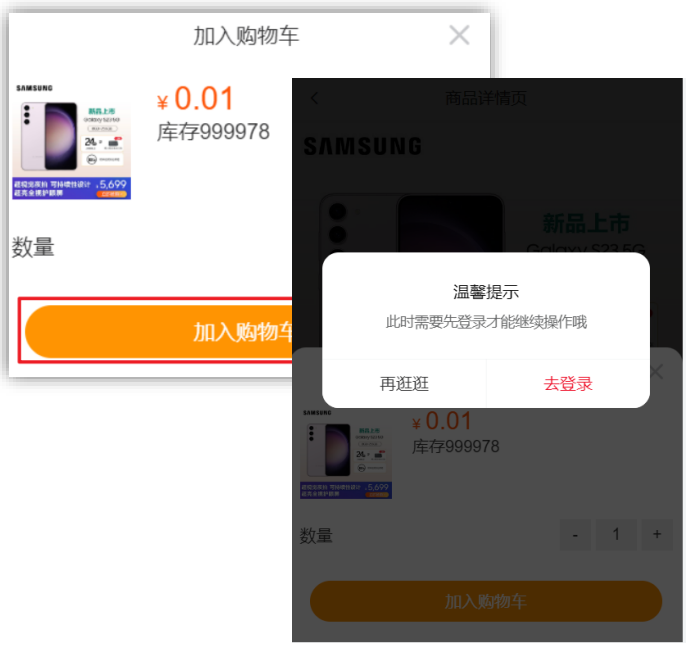 加入购物车
SAMSUNG
新品上市
Galaxy S23 5G
5,699
¥ 0.01
库存999978
数量
加入购物车
商品详情页
SAMSUNG
新品上市
Galaxy S23 5G
温馨提示
此时需要先登录才能继续操作哦
再逛逛
去登录
SAMSUNG
新品上市
5,699
¥ 0.01
库存999978
数量
- 1 +
加入购物车